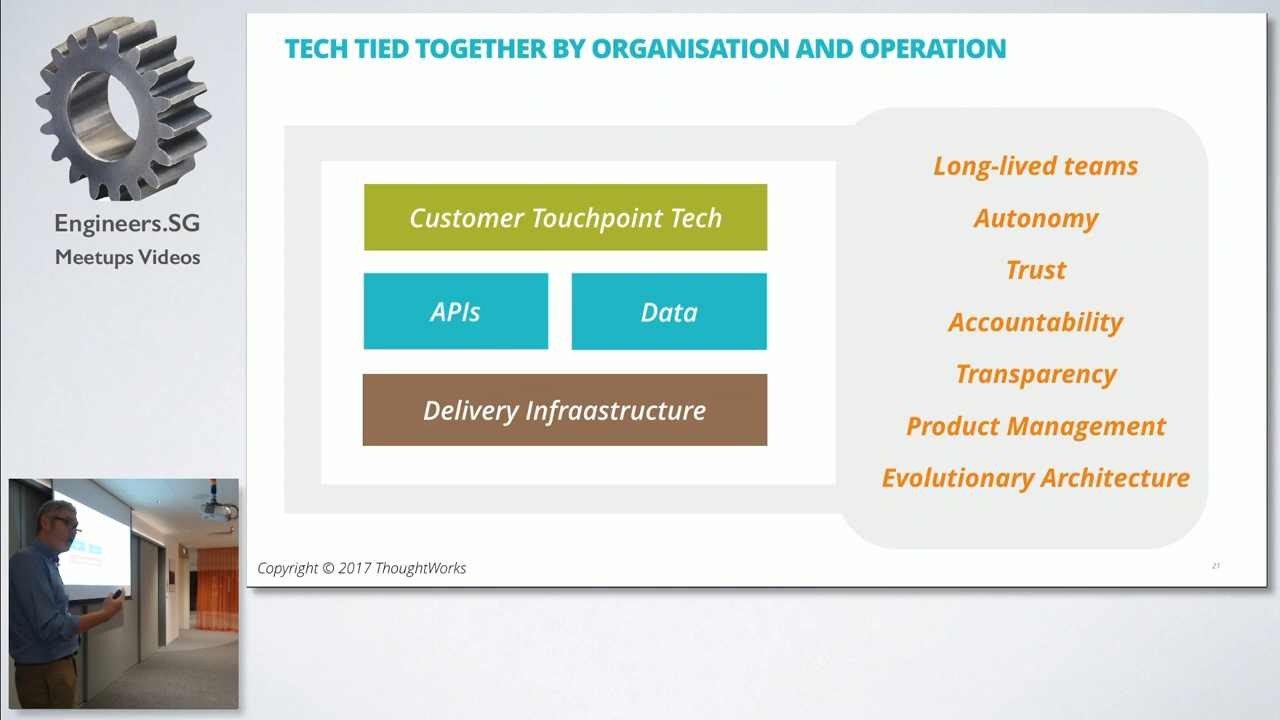 Engineers.SG
Meetups Videos
TECH TIED TOGETHER BY ORGANISATION AND OPERATION
Customer Touchpoint Tech
APIs
Data
Delivery Infraastructure
Long-lived teams
Autonomy
Trust
Accountability
Transparency
Product Management
Evolutionary Architecture
Copyright © 2017 ThoughtWorks
21